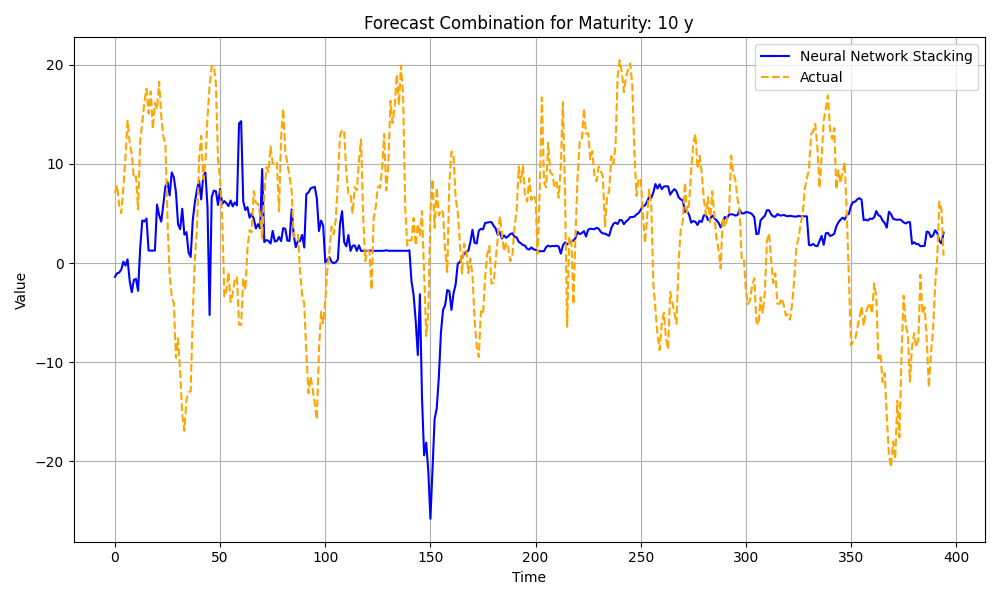 Forecast Combination for Maturity: 10 y
Neural Network Stacking
Actual
Value
20
10
0
−10
−20
0 50 100 150 200 250 300 350 400
Time